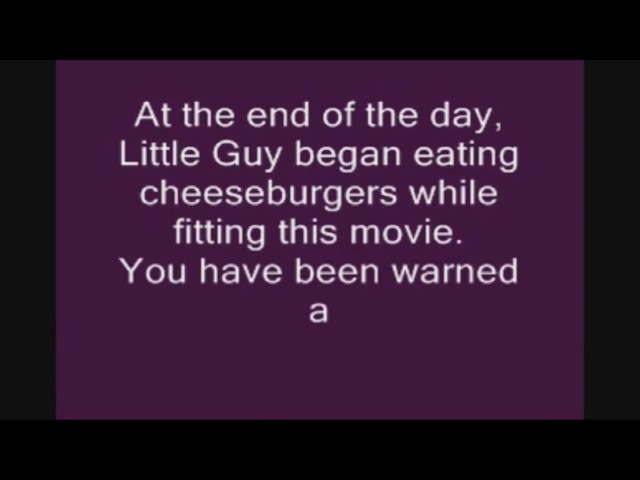 At the end of the day,
Little Guy began eating
cheeseburgers while
fitting this movie.
You have been warned
a